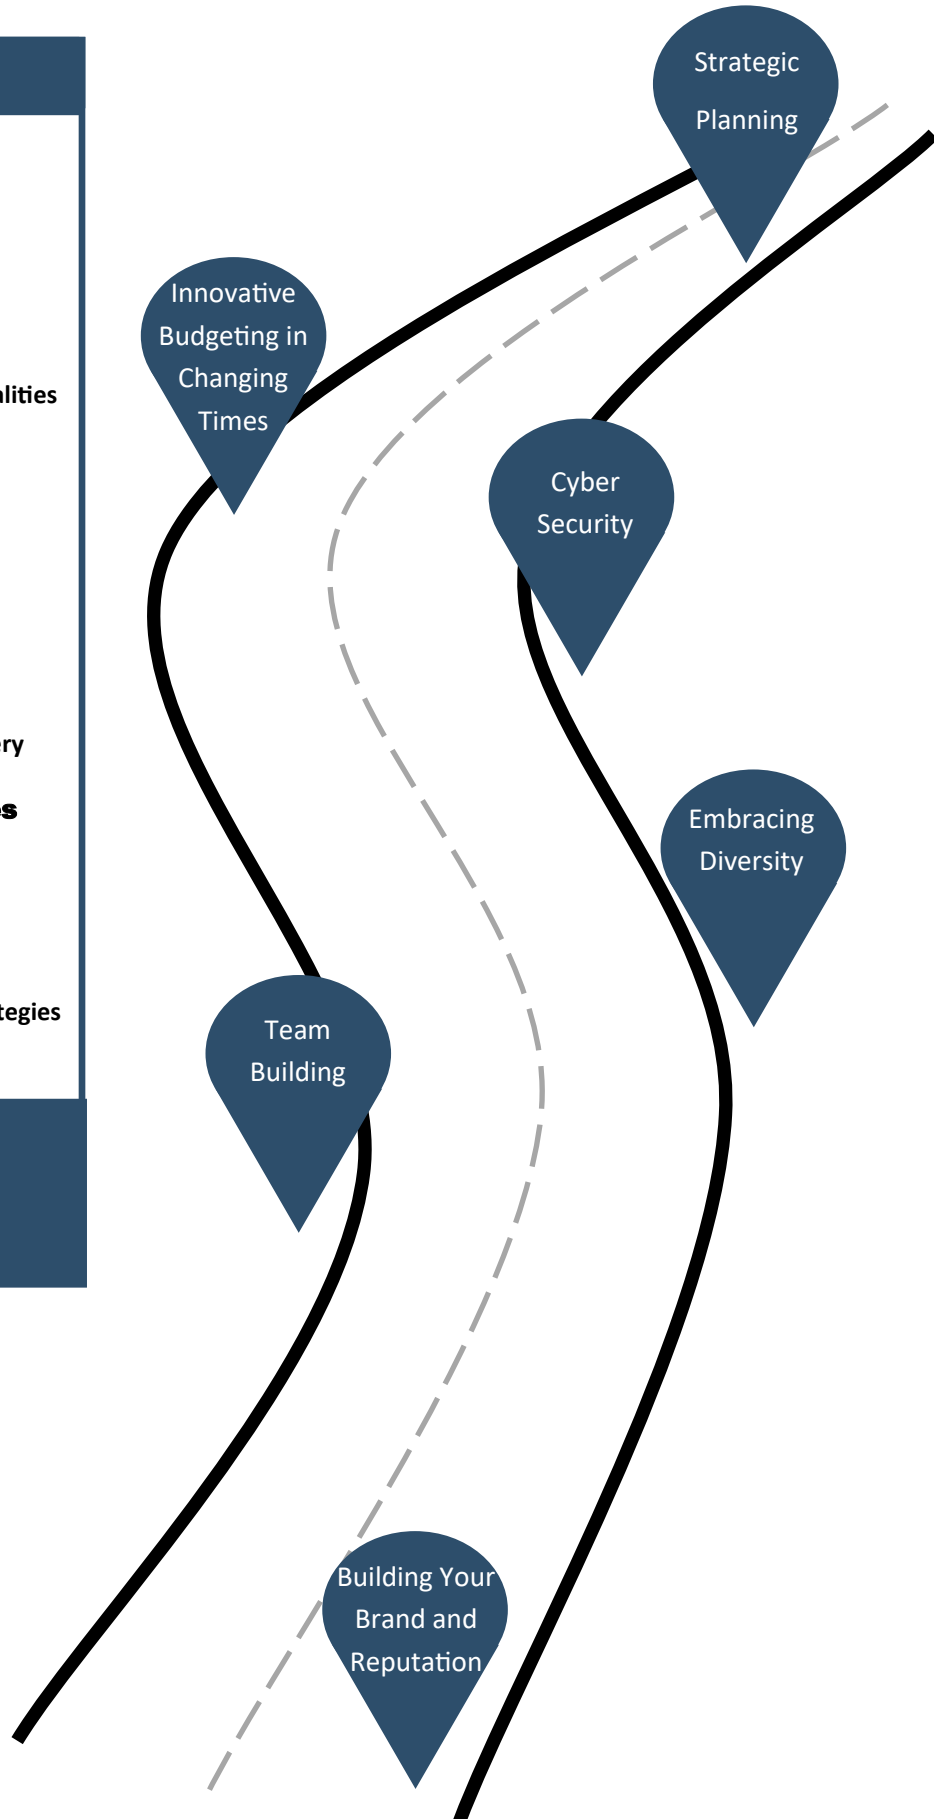 Strategic
Planning
Innovative
Budgeting in
Changing
Times
Cyber
Security
Embracing
Diversity
Team
Building
Building Your
Brand and
Reputation